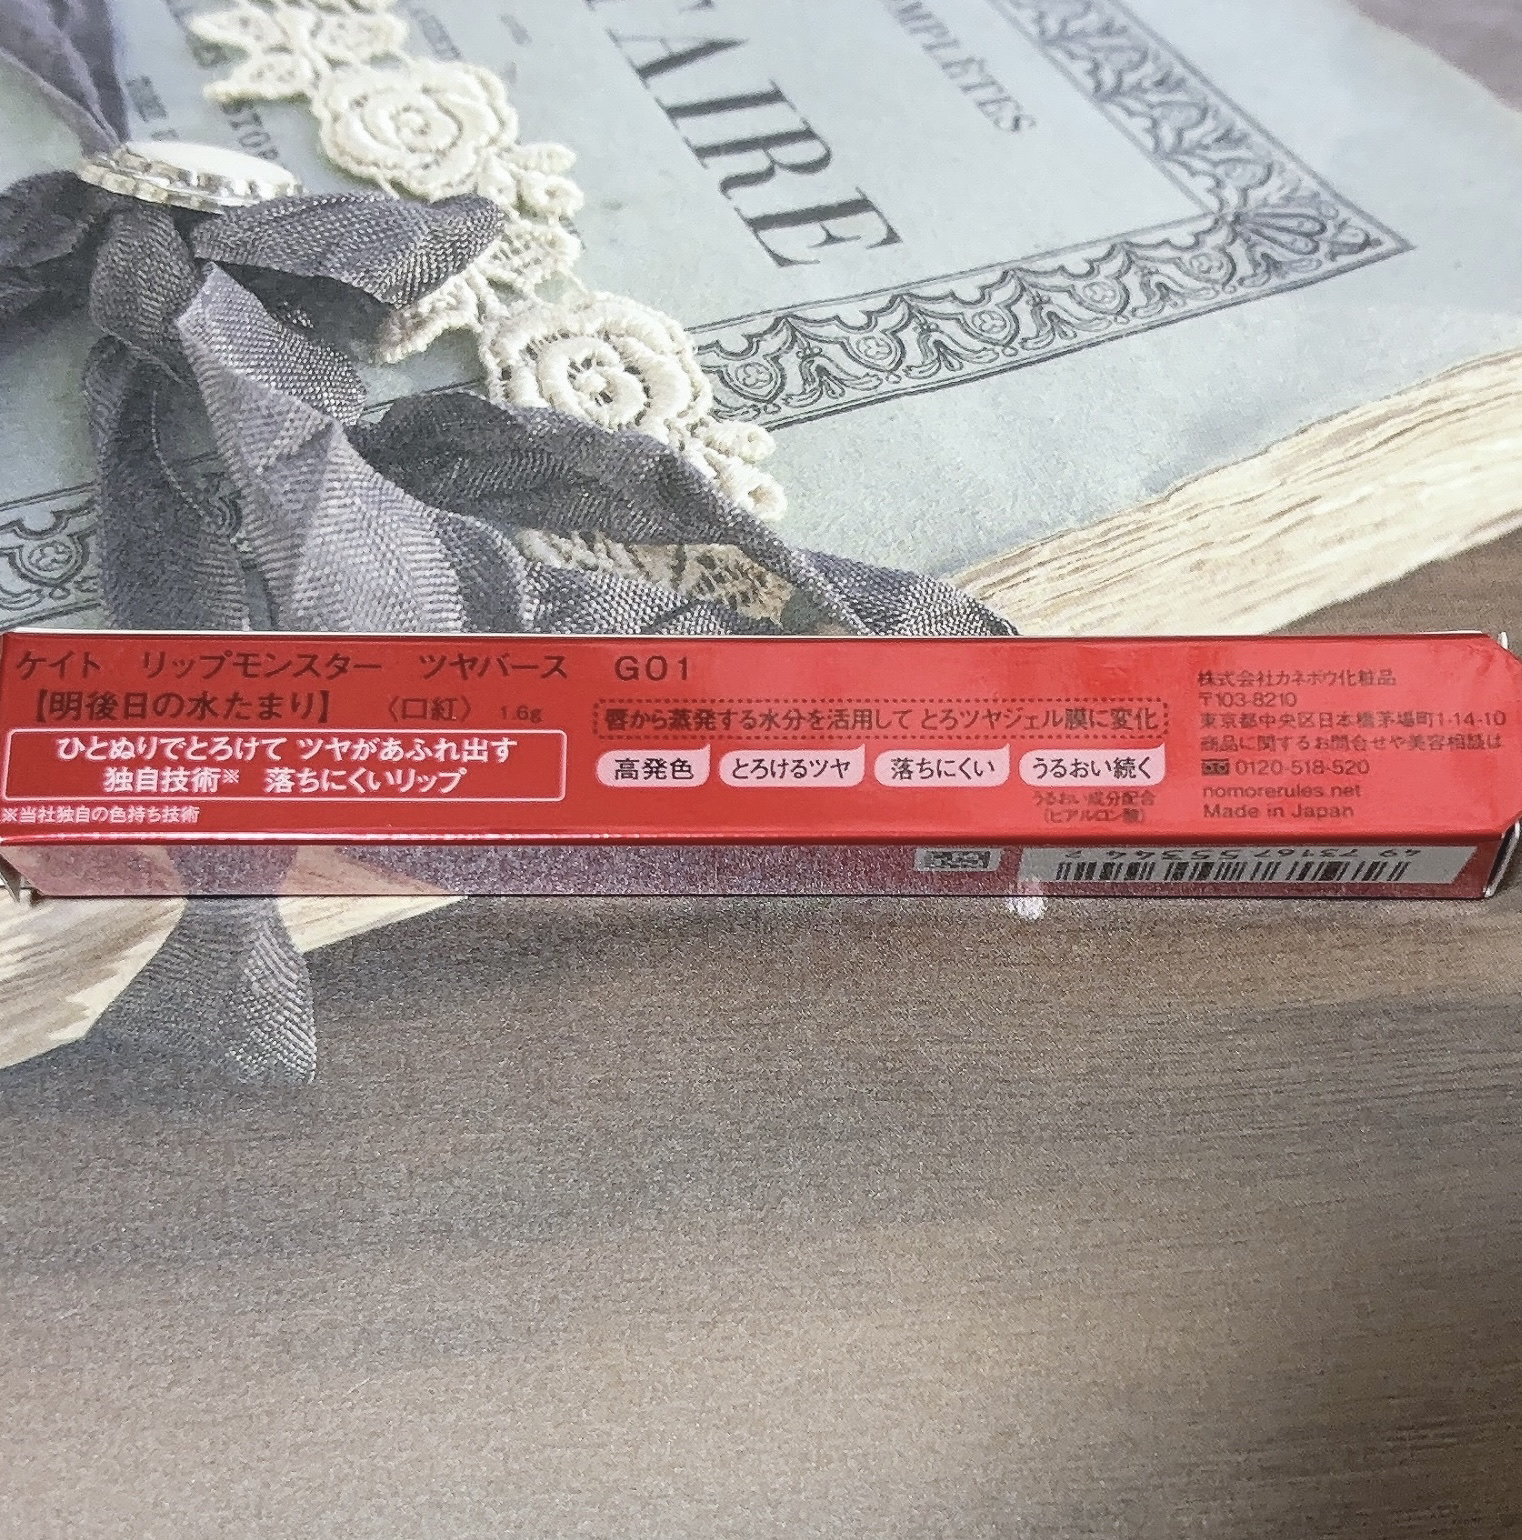 AIRE
OMPLÈTES
STOR
ケイト リップモンスター ツヤバース G01
【明後日の水たまり】 〈口紅〉 1.6g
ひとぬりでとろけて ツヤがあふれ出す
独自技術※ 落ちにくいリップ
※当社独自の色持ち技術
唇から蒸発する水分を活用して とろツヤジェル膜に変化
高発色 とろけるツヤ 落ちにくい うるおい続く
うるおい成分配合
(ヒアルロン酸)
株式会社カネボウ化粧品
〒103-8210
東京都中央区日本橋茅場町1-14-10
商品に関するお問合せや美容相談は
0120-518-520
nomorerules.net
Made in Japan
49 73167 55344 2